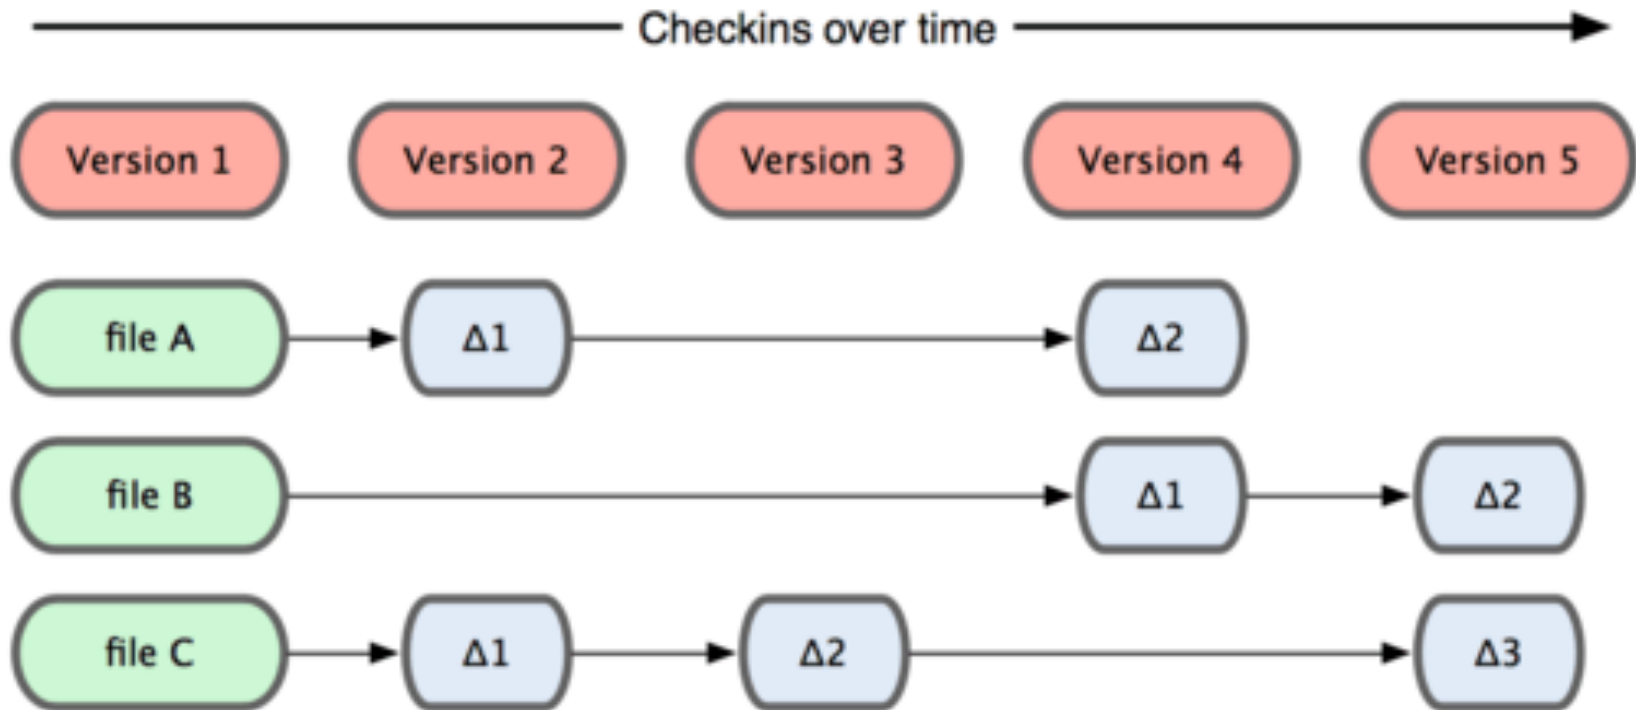 Checkins over time
Version 1 Version 2 Version 3 Version 4 Version 5
file A Δ1 Δ2
file B Δ1 Δ2
file C Δ1 Δ2 Δ3